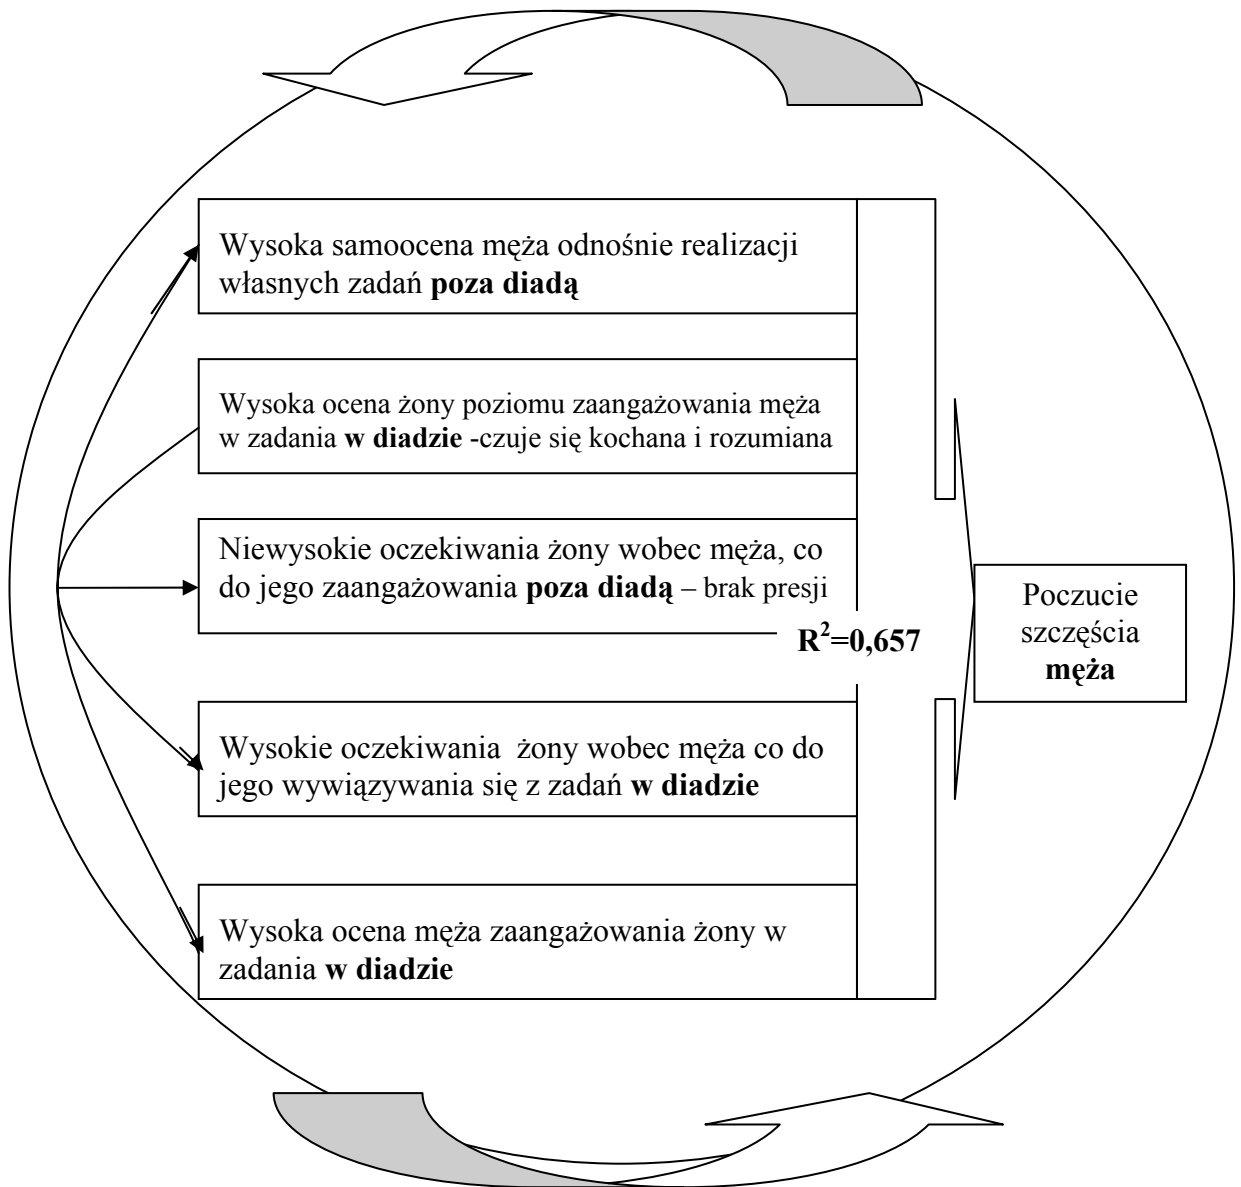 Wysoka samoocena męża odnośnie realizacji
własnych zadań poza diadą
Wysoka ocena żony poziomu zaangażowania męża
w zadania w diadzie -czuje się kochana i rozumiana
Niewysokie oczekiwania żony wobec męża, co
do jego zaangażowania poza diadą – brak presji
R²=0,657
Wysokie oczekiwania  żony wobec męża co do
jego wywiązywania się z zadań w diadzie
Wysoka ocena męża zaangażowania żony w
zadania w diadzie
Poczucie
szczęścia
męża